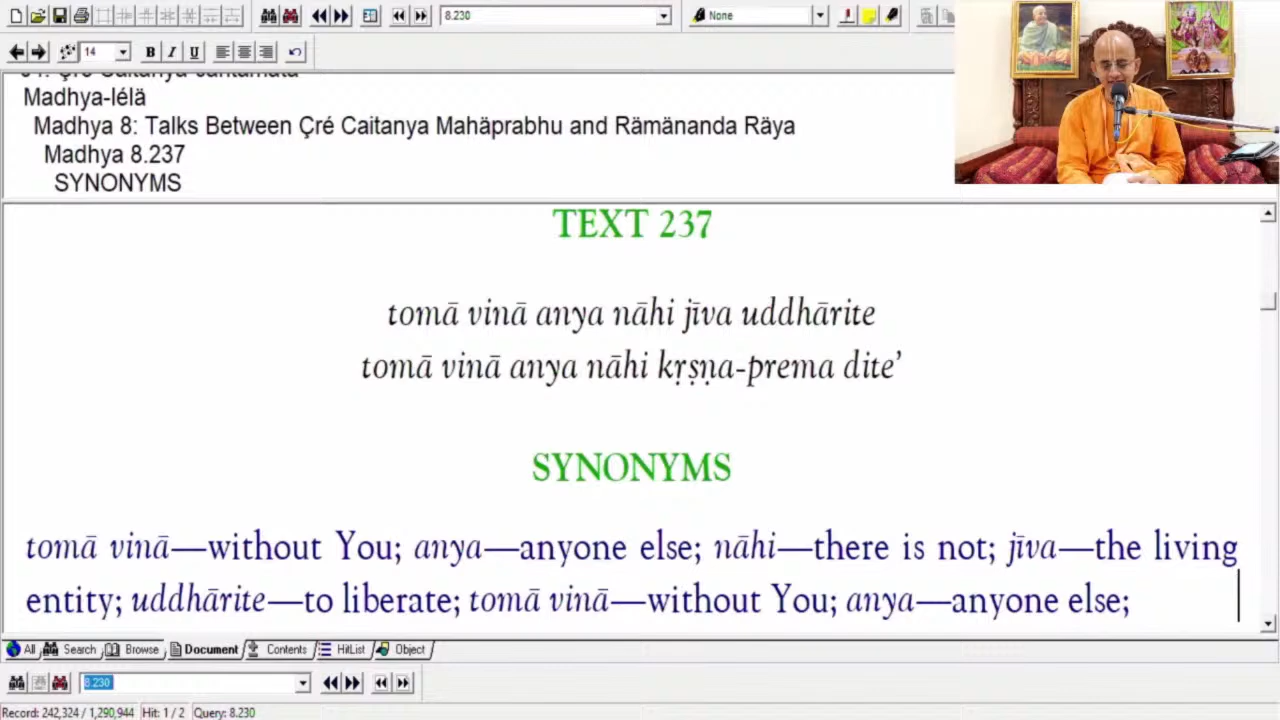 8.230
None
14
B I U
Madhya-lélä
Madhya 8: Talks Between Çré Caitanya Mahäprabhu and Rämänanda Räya
Madhya 8.237
SYNONYMS
TEXT 237
tomā vinā anya nāhi jīva uddhārite
tomā vinā anya nāhi kṛṣṇa-prema dite’
SYNONYMS
tomā vinā—without You; anya—anyone else; nāhi—there is not; jīva—the living
entity; uddhārite—to liberate; tomā vinā—without You; anya—anyone else;
All Search Browse Document Contents HitList Object
8.230
Record: 242,324 / 1,290,944 Hit: 1 / 2 Query: 8.230